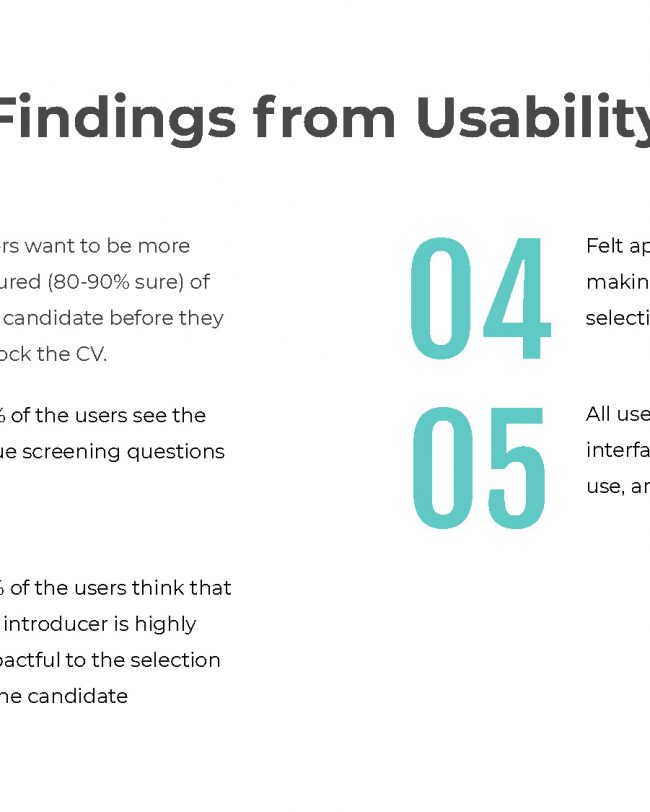 Findings from Usability
ers want to be more
ured (80-90% sure) of
candidate before they
ock the CV.
% of the users see the
ue screening questions
% of the users think that
introducer is highly
pactful to the selection
he candidate
04
Felt ap
makin
selecti
05
All use
interfa
use, an